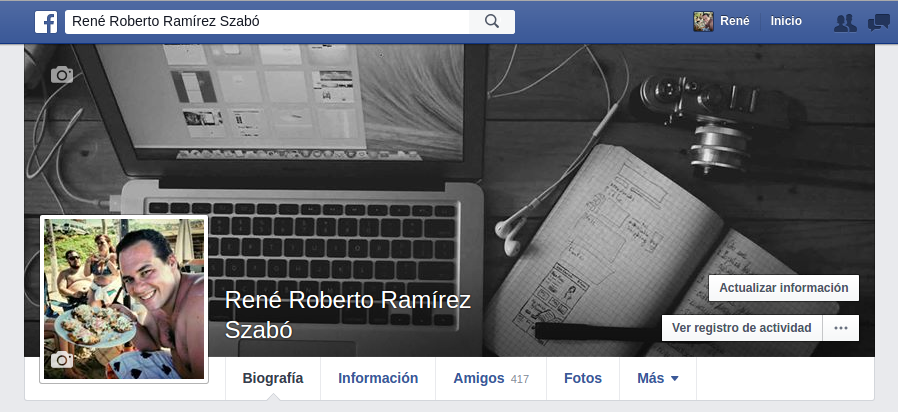 René Roberto Ramírez Szabó
René
Inicio
René Roberto Ramírez
Szabó
Actualizar información
Ver registro de actividad
Biografía
Información
Amigos 417
Fotos
Más